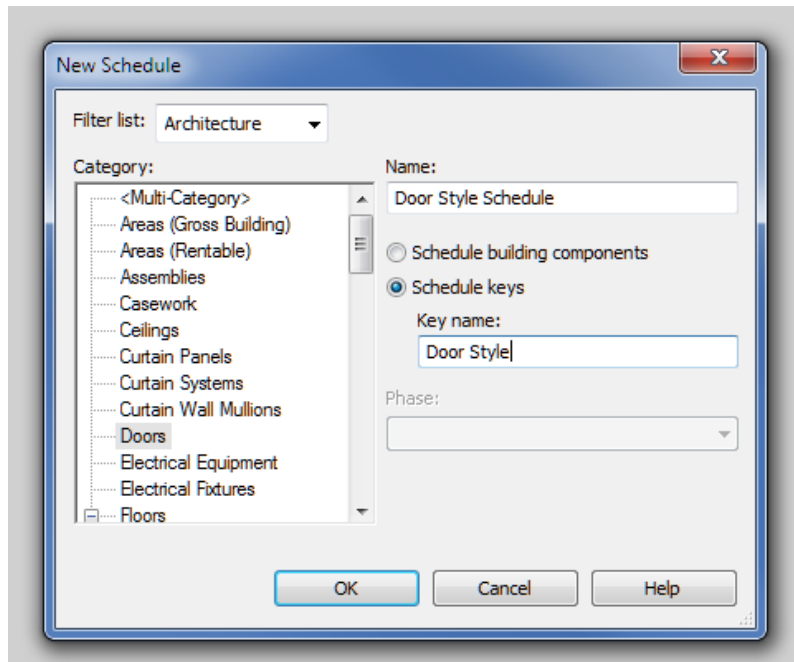 New Schedule
Filter list: Architecture
Category:
<Multi-Category>
Areas (Gross Building)
Areas (Rentable)
Assemblies
Casework
Ceilings
Curtain Panels
Curtain Systems
Curtain Wall Mullions
Doors
Electrical Equipment
Electrical Fixtures
Floors
Name:
Door Style Schedule
Schedule building components
Schedule keys
Key name:
Door Style
Phase:
OK Cancel Help